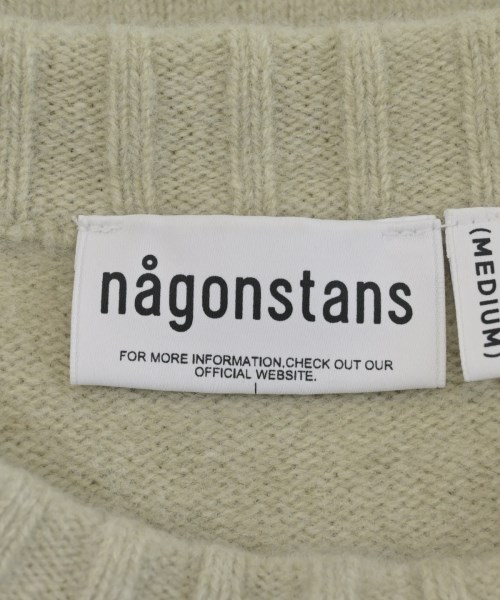 någonstans
FOR MORE INFORMATION,CHECK OUT OUR
OFFICIAL WEBSITE.
(MEDIUM)